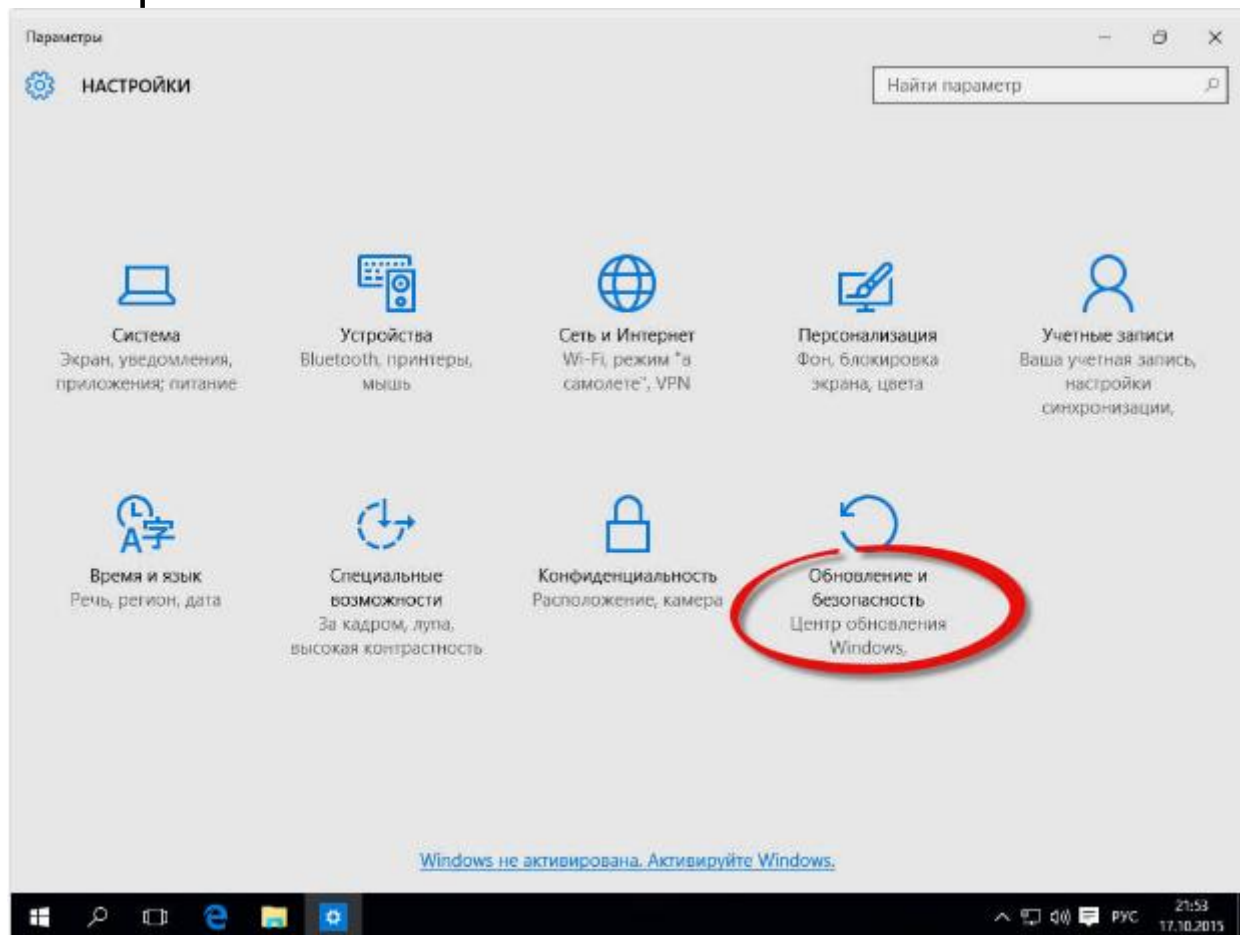 Параметры
НАСТРОЙКИ
Найти параметр
Система
Экран, уведомления,
приложения; питание
Устройства
Bluetooth, принтеры,
мышь
Сеть и Интернет
Wi-Fi, режим "в
самолете", VPN
Персонализация
Фон, блокировка
экрана, цвета
Учетные записи
Ваша учетная запись,
настройки
синхронизации,
Время и язык
Речь, регион, дата
Специальные
возможности
За кадром, лупа,
высокая контрастность
Конфиденциальность
Расположение, камера
Обновление и
безопасность
Центр обновления
Windows,
Windows не активирована. Активируйте Windows.
РУС
21:53
17.10.2015